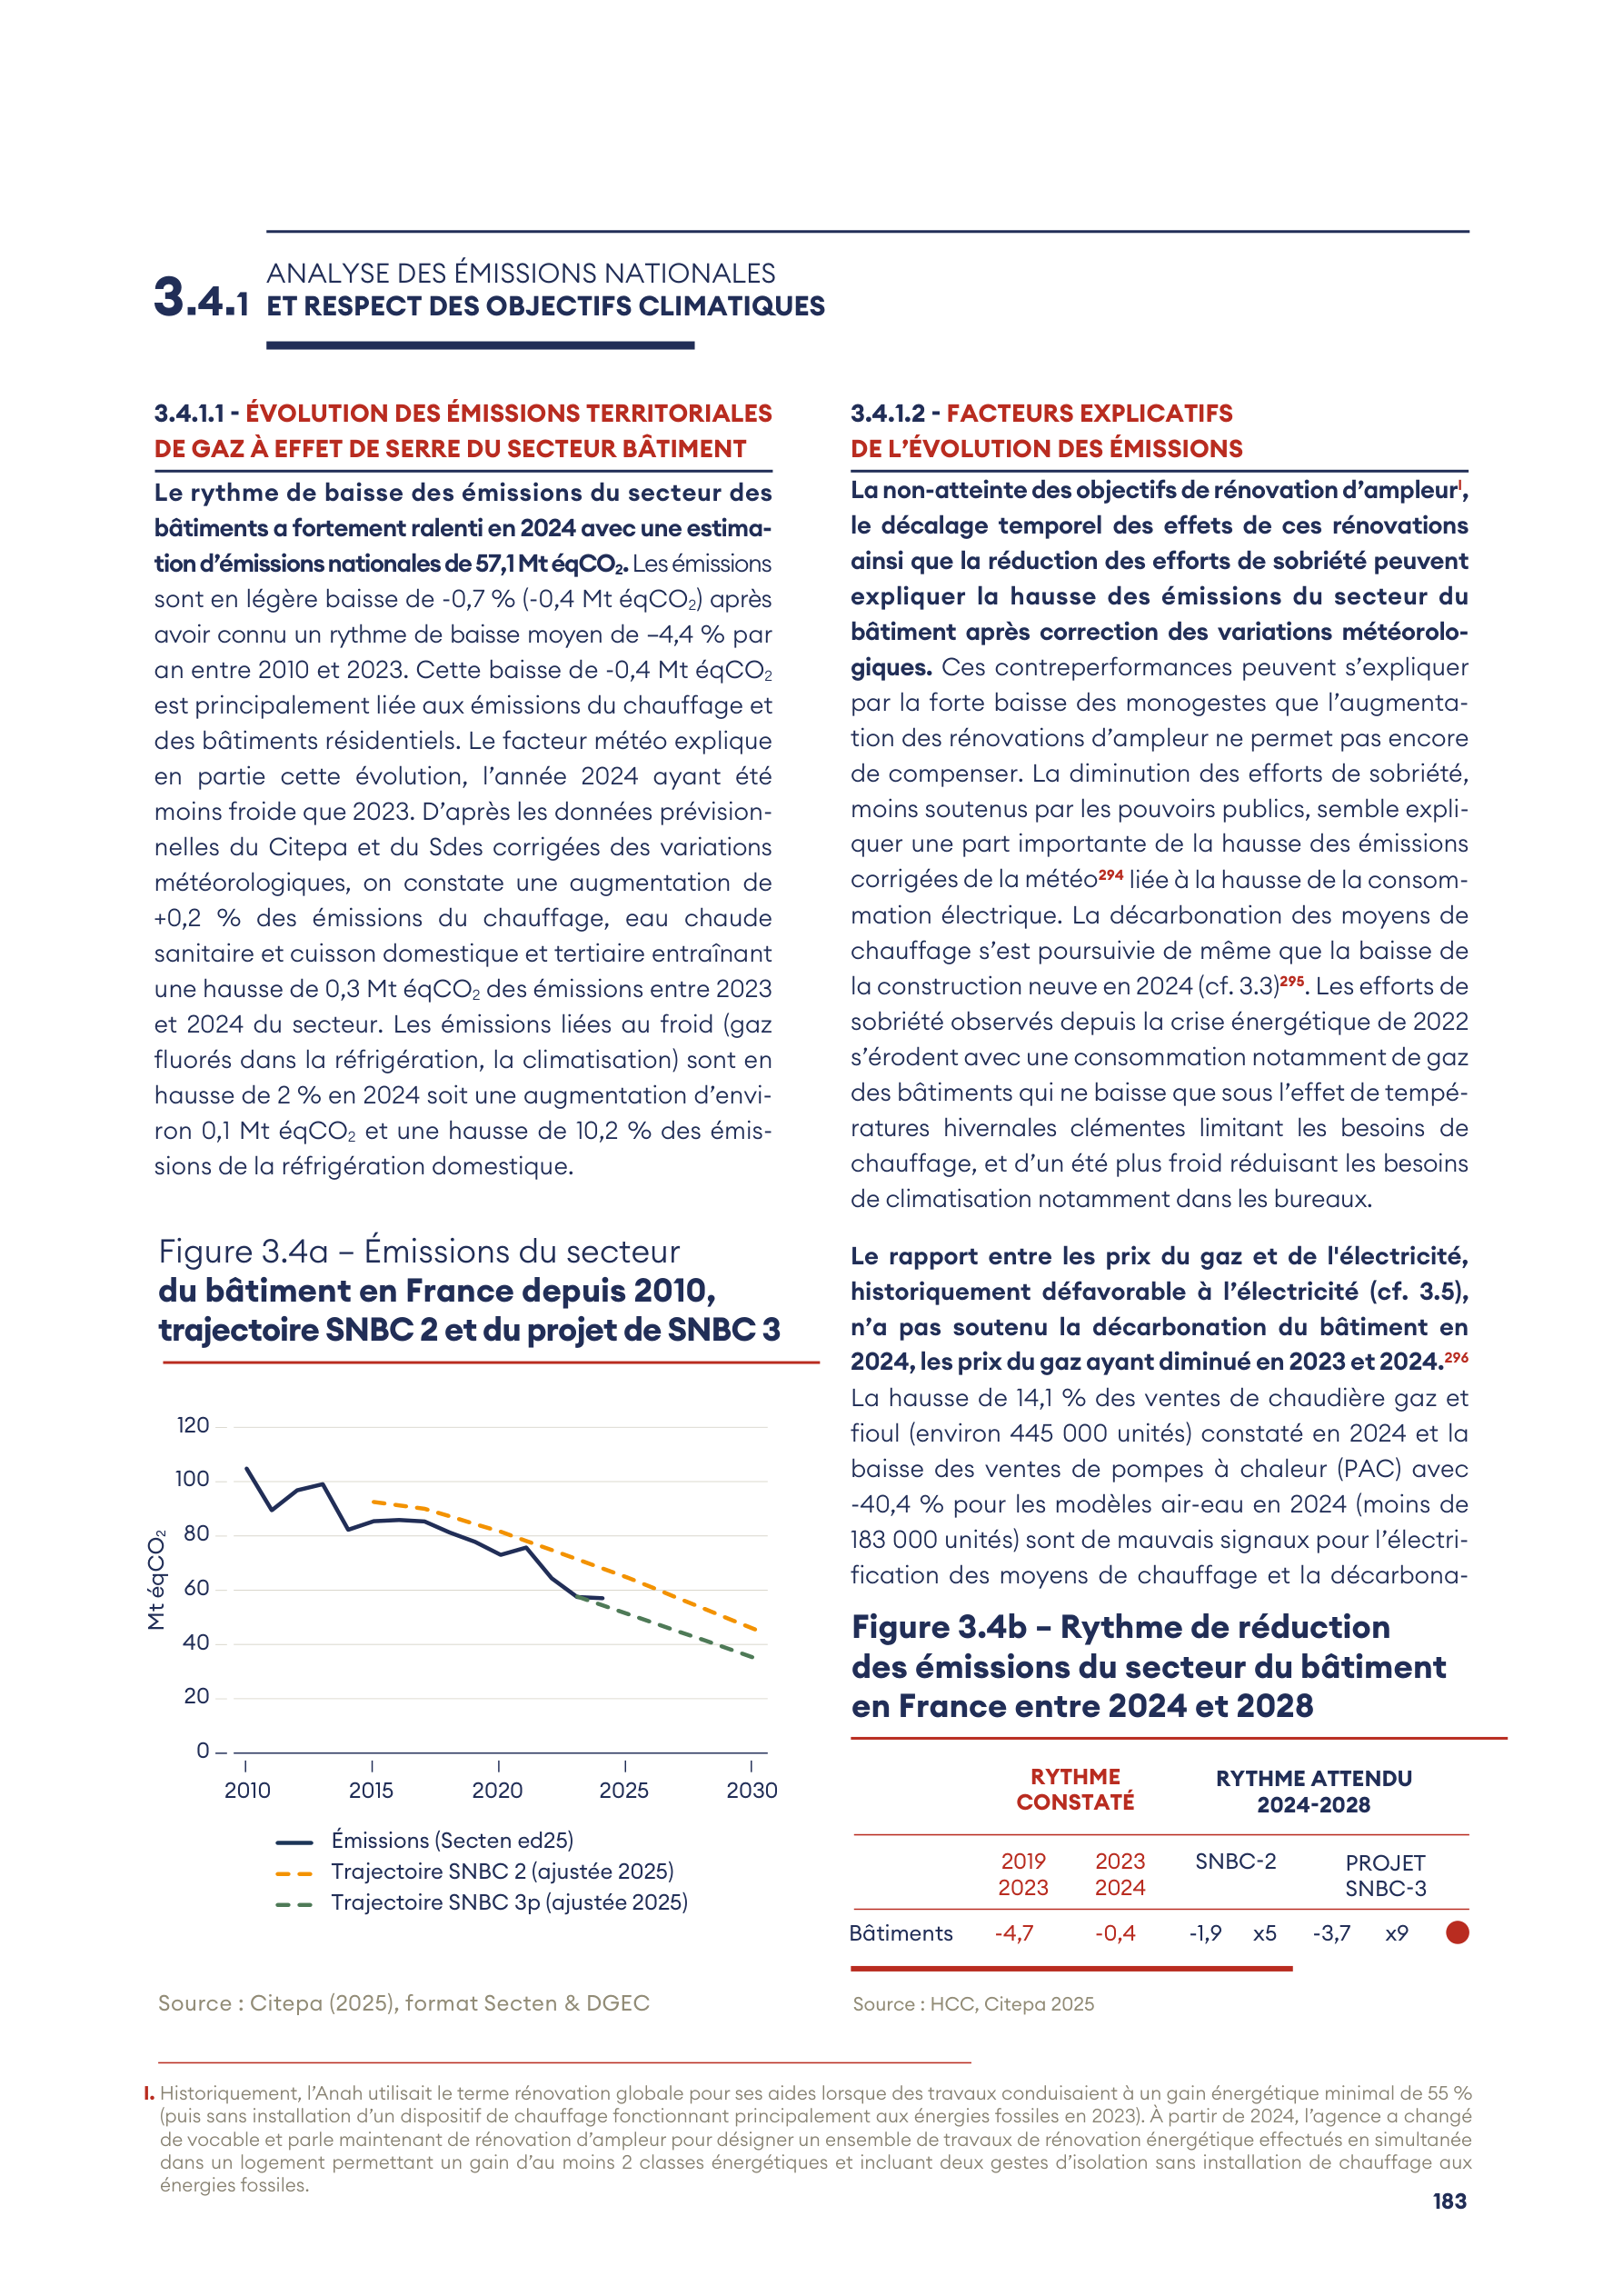 3.4.1
ANALYSE DES ÉMISSIONS NATIONALES
ET RESPECT DES OBJECTIFS CLIMATIQUES
3.4.1.1 - ÉVOLUTION DES ÉMISSIONS TERRITORIALES
DE GAZ À EFFET DE SERRE DU SECTEUR BÂTIMENT
Le rythme de baisse des émissions du secteur des
bâtiments a fortement ralenti en 2024 avec une estima-
tion d’émissions nationales de 57,1 Mt éqCO₂. Les émissions
sont en légère baisse de -0,7 % (-0,4 Mt éqCO₂) après
avoir connu un rythme de baisse moyen de –4,4 % par
an entre 2010 et 2023. Cette baisse de -0,4 Mt éqCO₂
est principalement liée aux émissions du chauffage et
des bâtiments résidentiels. Le facteur météo explique
en partie cette évolution, l’année 2024 ayant été
moins froide que 2023. D’après les données prévision-
nelles du Citepa et du Sdes corrigées des variations
météorologiques, on constate une augmentation de
+0,2 % des émissions du chauffage, eau chaude
sanitaire et cuisson domestique et tertiaire entraînant
une hausse de 0,3 Mt éqCO₂ des émissions entre 2023
et 2024 du secteur. Les émissions liées au froid (gaz
fluorés dans la réfrigération, la climatisation) sont en
hausse de 2 % en 2024 soit une augmentation d’envi-
ron 0,1 Mt éqCO₂ et une hausse de 10,2 % des émis-
sions de la réfrigération domestique.
Figure 3.4a – Émissions du secteur
du bâtiment en France depuis 2010,
trajectoire SNBC 2 et du projet de SNBC 3
Mt éqCO₂
120
100
80
60
40
20
0
2010 2015 2020 2025 2030
Émissions (Secten ed25)
Trajectoire SNBC 2 (ajustée 2025)
Trajectoire SNBC 3p (ajustée 2025)
Source : Citepa (2025), format Secten & DGEC
3.4.1.2 - FACTEURS EXPLICATIFS
DE L’ÉVOLUTION DES ÉMISSIONS
La non-atteinte des objectifs de rénovation d’ampleurᴵ,
le décalage temporel des effets de ces rénovations
ainsi que la réduction des efforts de sobriété peuvent
expliquer la hausse des émissions du secteur du
bâtiment après correction des variations météorolo-
giques. Ces contreperformances peuvent s’expliquer
par la forte baisse des monogestes que l’augmenta-
tion des rénovations d’ampleur ne permet pas encore
de compenser. La diminution des efforts de sobriété,
moins soutenus par les pouvoirs publics, semble expli-
quer une part importante de la hausse des émissions
corrigées de la météo²⁹⁴ liée à la hausse de la consom-
mation électrique. La décarbonation des moyens de
chauffage s’est poursuivie de même que la baisse de
la construction neuve en 2024 (cf. 3.3)²⁹⁵. Les efforts de
sobriété observés depuis la crise énergétique de 2022
s’érodent avec une consommation notamment de gaz
des bâtiments qui ne baisse que sous l’effet de tempé-
ratures hivernales clémentes limitant les besoins de
chauffage, et d’un été plus froid réduisant les besoins
de climatisation notamment dans les bureaux.
Le rapport entre les prix du gaz et de l'électricité,
historiquement défavorable à l’électricité (cf. 3.5),
n’a pas soutenu la décarbonation du bâtiment en
2024, les prix du gaz ayant diminué en 2023 et 2024.²⁹⁶
La hausse de 14,1 % des ventes de chaudière gaz et
fioul (environ 445 000 unités) constaté en 2024 et la
baisse des ventes de pompes à chaleur (PAC) avec
-40,4 % pour les modèles air-eau en 2024 (moins de
183 000 unités) sont de mauvais signaux pour l’électri-
fication des moyens de chauffage et la décarbona-
Figure 3.4b – Rythme de réduction
des émissions du secteur du bâtiment
en France entre 2024 et 2028
RYTHME CONSTATÉ
RYTHME ATTENDU 2024-2028
2019 2023
2023 2024
SNBC-2
PROJET SNBC-3
Bâtiments -4,7 -0,4 -1,9 x5 -3,7 x9
Source : HCC, Citepa 2025
I. Historiquement, l’Anah utilisait le terme rénovation globale pour ses aides lorsque des travaux conduisaient à un gain énergétique minimal de 55 %
(puis sans installation d’un dispositif de chauffage fonctionnant principalement aux énergies fossiles en 2023). À partir de 2024, l’agence a changé
de vocable et parle maintenant de rénovation d’ampleur pour désigner un ensemble de travaux de rénovation énergétique effectués en simultanée
dans un logement permettant un gain d’au moins 2 classes énergétiques et incluant deux gestes d’isolation sans installation de chauffage aux
énergies fossiles.
183